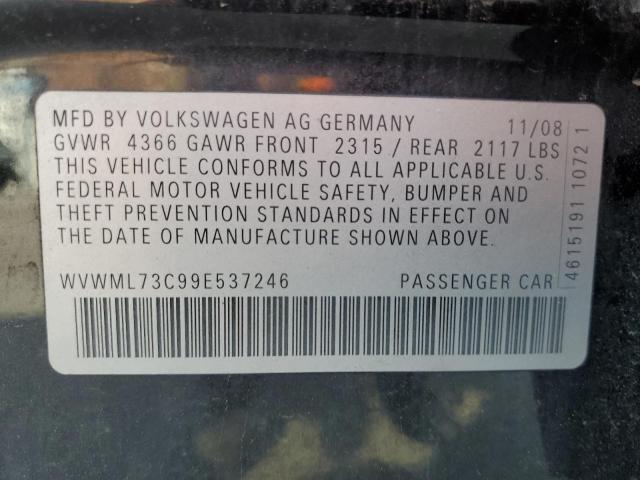 MFD BY VOLKSWAGEN AG GERMANY 11/08
GVWR 4366 GAWR FRONT 2315 / REAR 2117 LBS
THIS VEHICLE CONFORMS TO ALL APPLICABLE U.S.
FEDERAL MOTOR VEHICLE SAFETY, BUMPER AND
THEFT PREVENTION STANDARDS IN EFFECT ON
THE DATE OF MANUFACTURE SHOWN ABOVE.
WVWML73C99E537246 PASSENGER CAR
4615191 1072 1